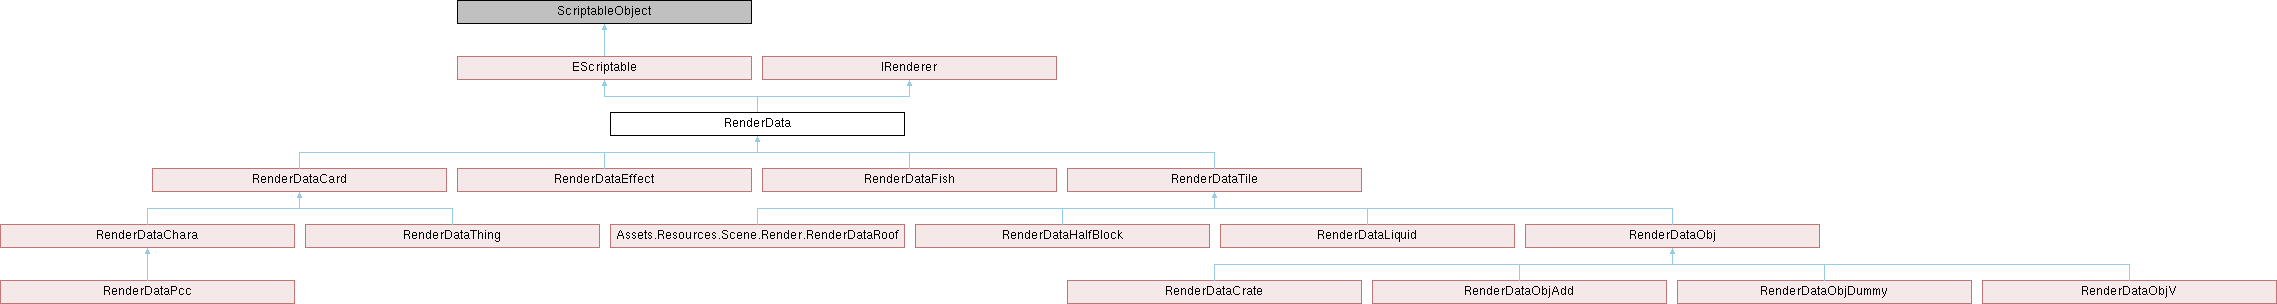 ScriptableObject
EScriptable
IRenderer
RenderData
RenderDataCard
RenderDataEffect
RenderDataFish
RenderDataTile
RenderDataChara
RenderDataThing
Assets.Resources.Scene.Render.RenderDataRoof
RenderDataHalfBlock
RenderDataLiquid
RenderDataObj
RenderDataPcc
RenderDataCrate
RenderDataObjAdd
RenderDataObjDummy
RenderDataObjV